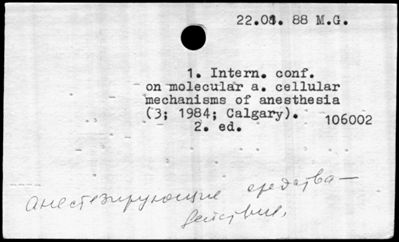 22.01. 88 M.G.
1. Intern. conf.
on molecular a. cellular
mechanisms of anesthesia
(3; 1984; Calgary).
106002
2. ed.
анестезирующие средства —
действие,